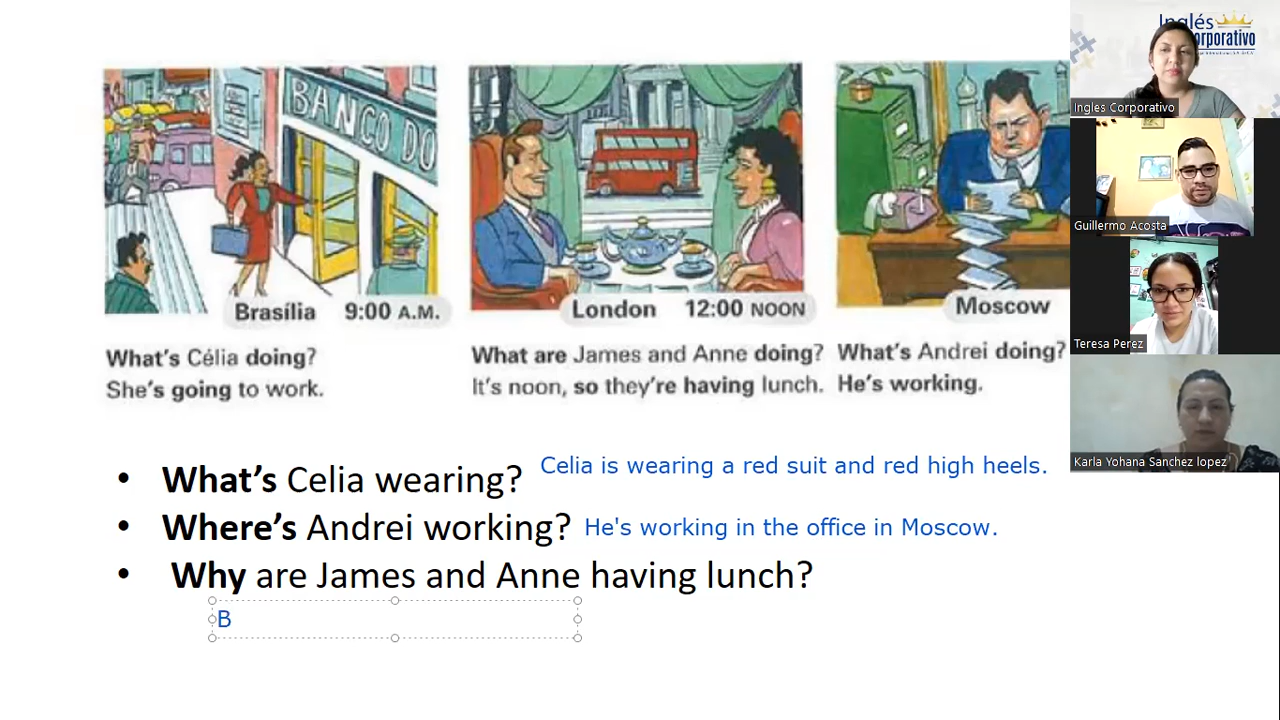 BANCO DO
Brasília 9:00 A.M.
London 12:00 NOON
Moscow
What's Célia doing?
She's going to work.
What are James and Anne doing?
It's noon, so they're having lunch.
What's Andrei doing?
He's working.
• What's Celia wearing? Celia is wearing a red suit and red high heels.
• Where's Andrei working? He's working in the office in Moscow.
• Why are James and Anne having lunch?
B
Inglés
orporativo
Ingles Corporativo
Guillermo Acosta
Teresa Perez
Karla Yohana Sanchez lopez